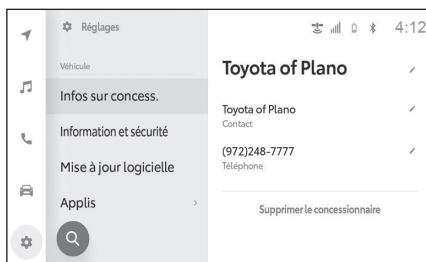 Réglages
4:12
Véhicule
Infos sur concess.
Information et sécurité
Mise à jour logicielle
Applis
Toyota of Plano
Toyota of Plano
Contact
(972)248-7777
Téléphone
Supprimer le concessionnaire